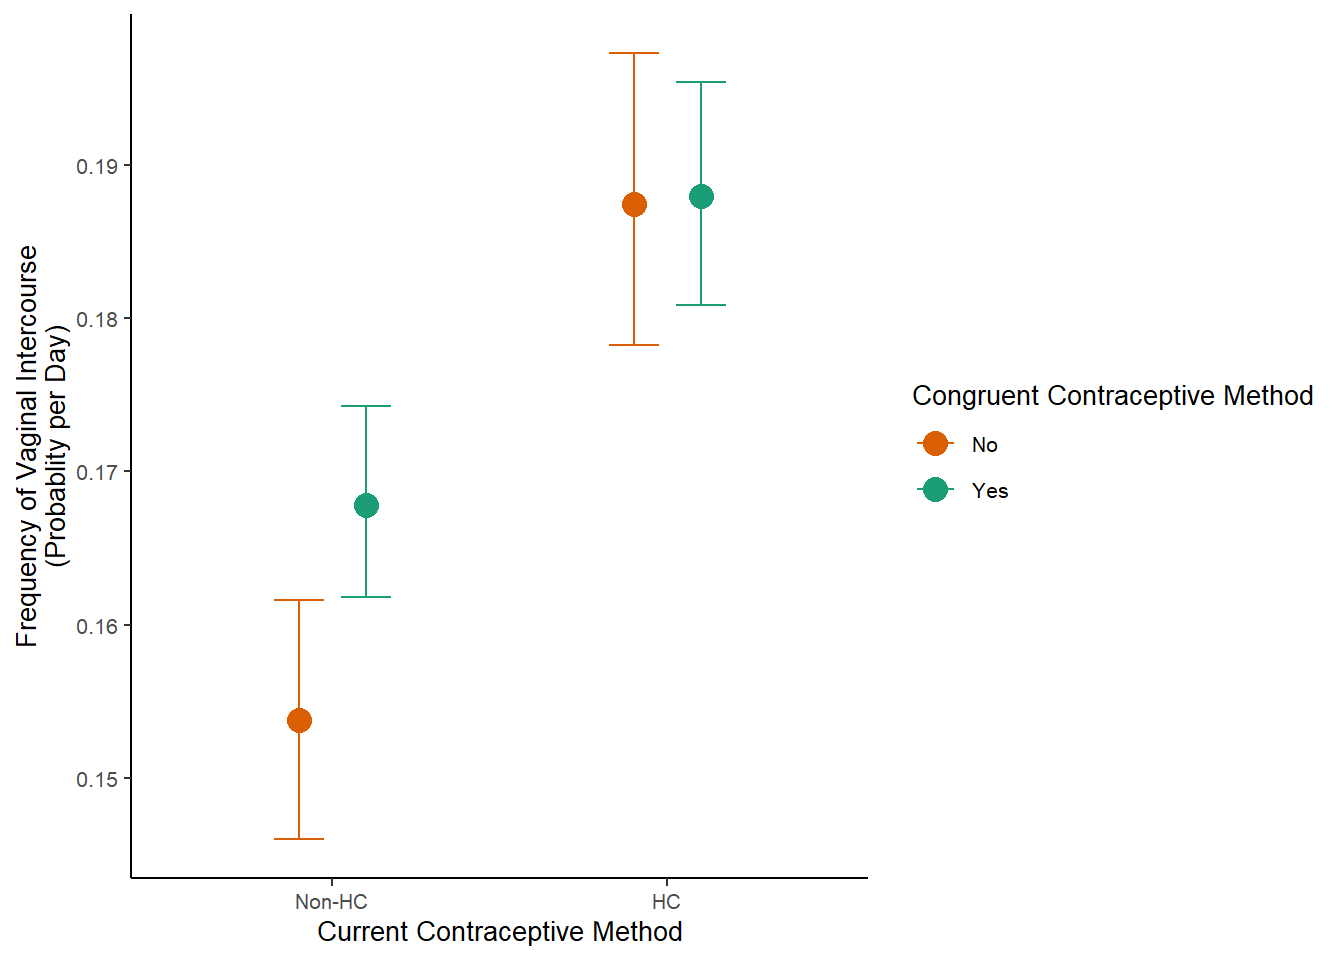 Frequency of Vaginal Intercourse
(Probablity per Day)
0.19
0.18
0.17
0.16
0.15
Non-HC
HC
Current Contraceptive Method
Congruent Contraceptive Method
No
Yes